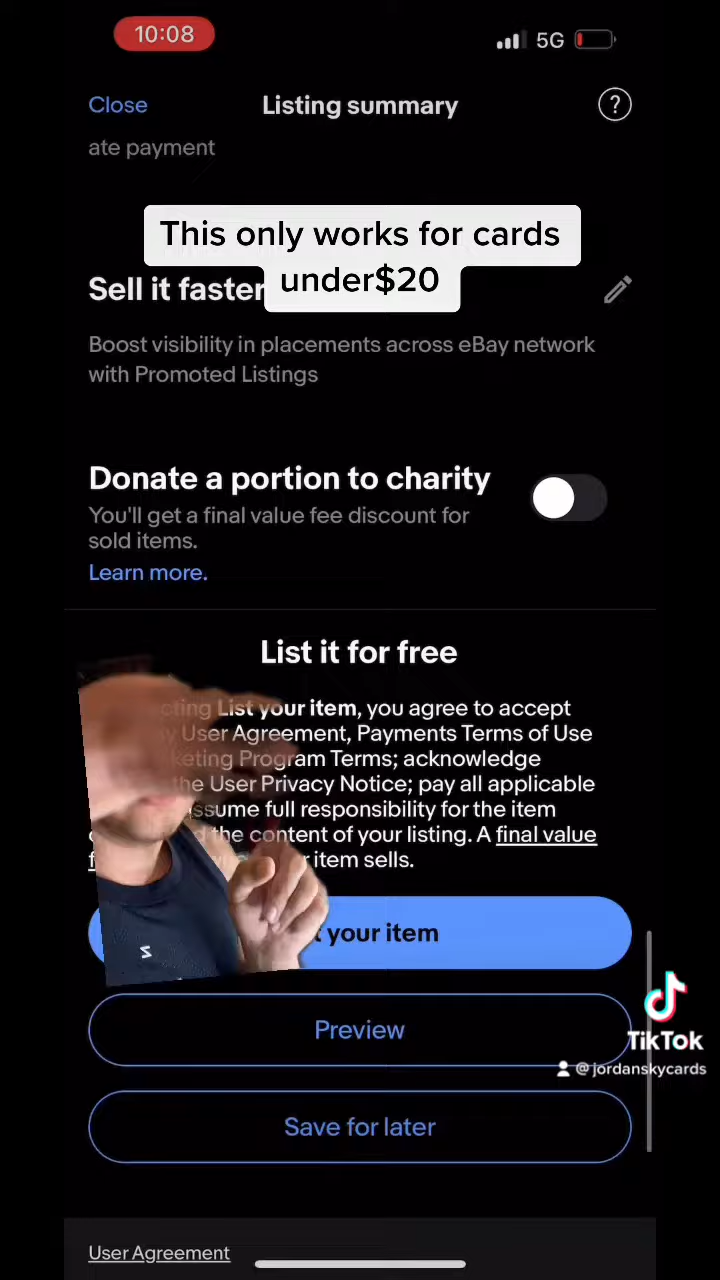 10:08
5G
Close
Listing summary
?
ate payment
This only works for cards
under$20
Sell it faster
Boost visibility in placements across eBay network
with Promoted Listings
Donate a portion to charity
You'll get a final value fee discount for
sold items.
Learn more.
List it for free
List your item, you agree to accept
User Agreement, Payments Terms of Use
Program Terms; acknowledge
the User Privacy Notice; pay all applicable
assume full responsibility for the item
the content of your listing. A final value
item sells.
your item
Preview
Save for later
TikTok
@jordanskycards
User Agreement